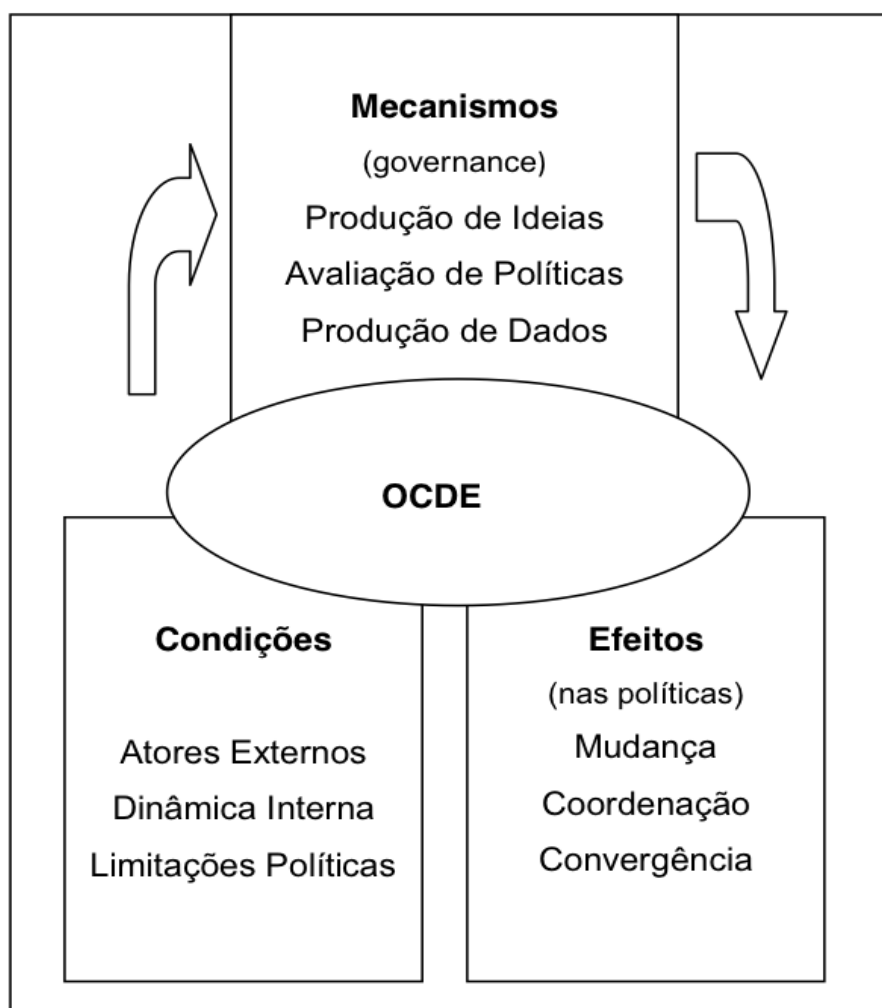 Mecanismos
(governance)
Produção de Ideias
Avaliação de Políticas
Produção de Dados
OCDE
Condições
Atores Externos
Dinâmica Interna
Limitações Políticas
Efeitos
(nas políticas)
Mudança
Coordenação
Convergência